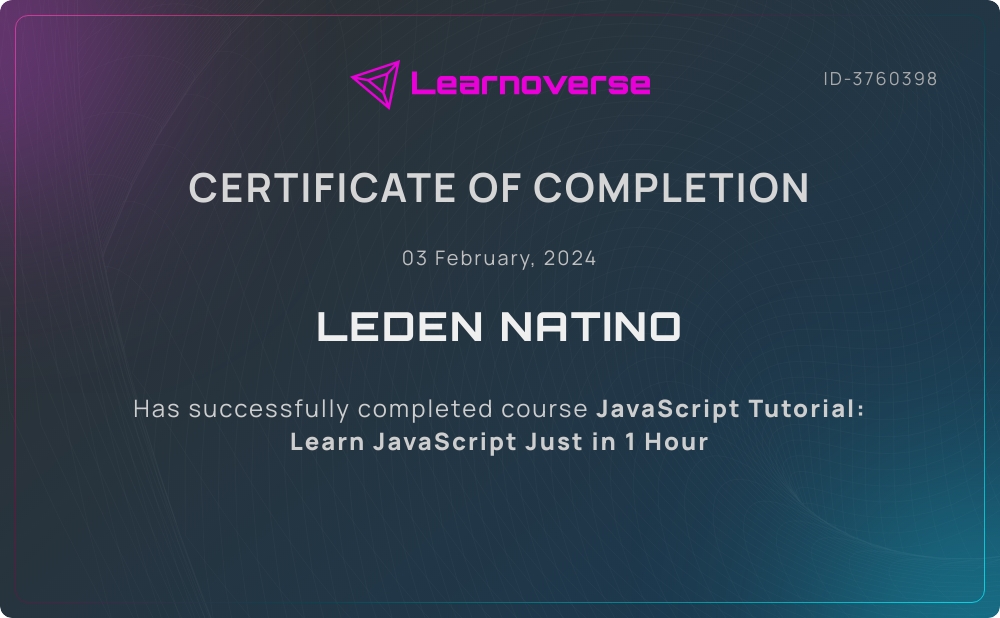 Learnoverse
ID-3760398
CERTIFICATE OF COMPLETION
03 February, 2024
LEDEN NATINO
Has successfully completed course JavaScript Tutorial:
Learn JavaScript Just in 1 Hour